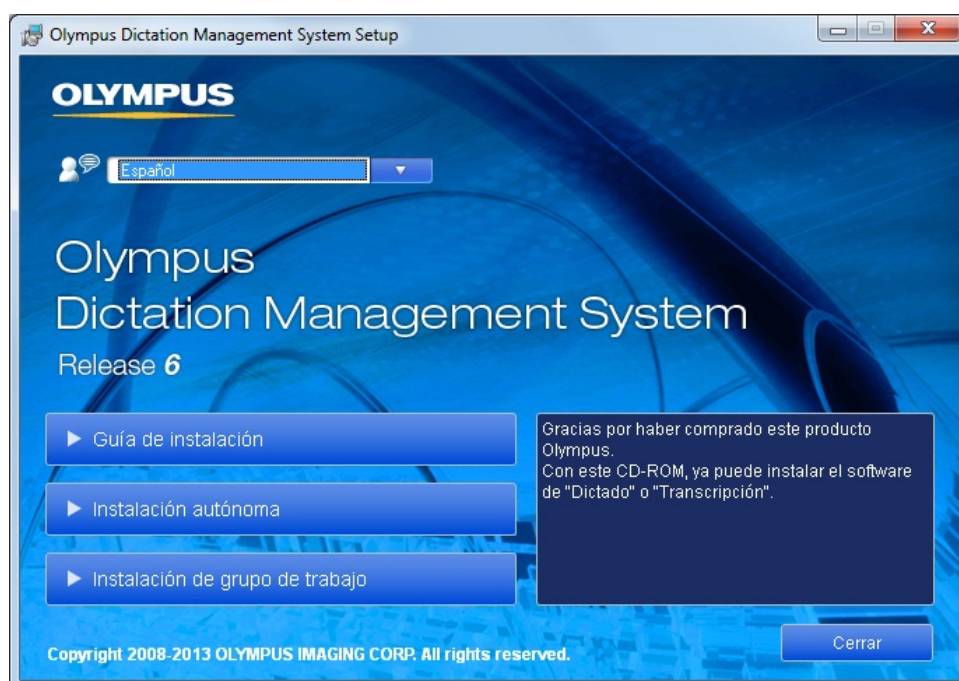 Olympus Dictation Management System Setup
OLYMPUS
Español
Olympus
Dictation Management System
Release 6
Guía de instalación
Instalación autónoma
Instalación de grupo de trabajo
Gracias por haber comprado este producto
Olympus.
Con este CD-ROM, ya puede instalar el software
de "Dictado" o "Transcripción".
Cerrar
Copyright 2008-2013 OLYMPUS IMAGING CORP. All rights reserved.